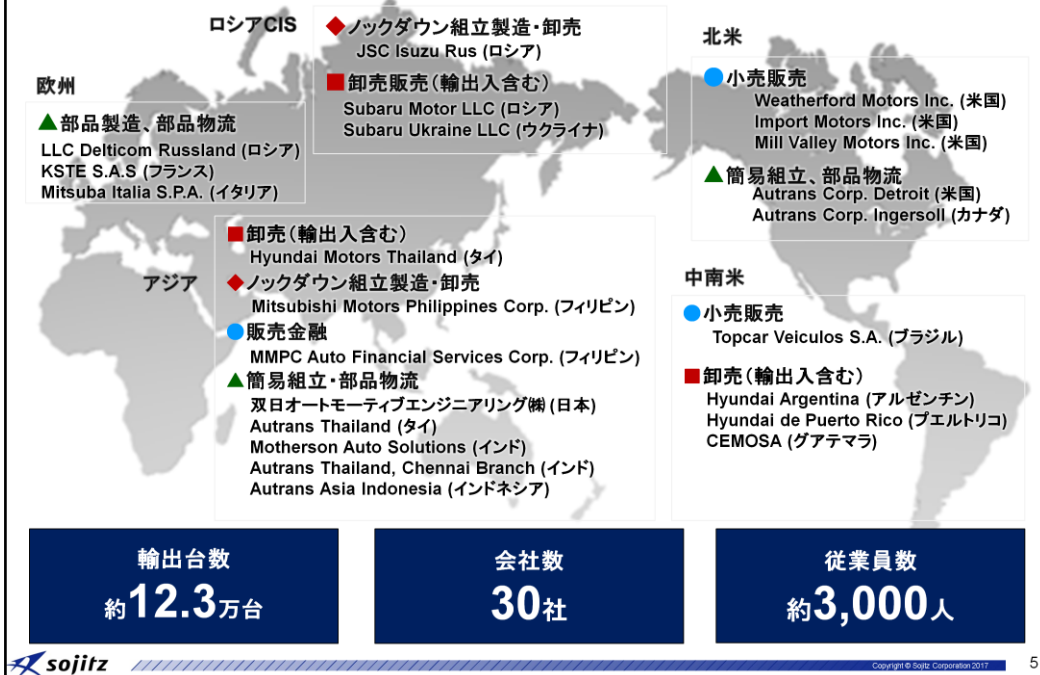 ロシアCIS
◆ノックダウン組立製造・卸売
JSC Isuzu Rus (ロシア)
■卸売販売(輸出入含む)
Subaru Motor LLC (ロシア)
Subaru Ukraine LLC (ウクライナ)
欧州
▲部品製造、部品物流
LLC Delticom Russland (ロシア)
KSTE S.A.S (フランス)
Mitsuba Italia S.P.A. (イタリア)
北米
●小売販売
Weatherford Motors Inc. (米国)
Import Motors Inc. (米国)
Mill Valley Motors Inc. (米国)
▲簡易組立、部品物流
Autrans Corp. Detroit (米国)
Autrans Corp. Ingersoll (カナダ)
アジア
■卸売(輸出入含む)
Hyundai Motors Thailand (タイ)
◆ノックダウン組立製造・卸売
Mitsubishi Motors Philippines Corp. (フィリピン)
●販売金融
MMPC Auto Financial Services Corp. (フィリピン)
▲簡易組立・部品物流
双日オートモーティブエンジニアリング㈱ (日本)
Autrans Thailand (タイ)
Motherson Auto Solutions (インド)
Autrans Thailand, Chennai Branch (インド)
Autrans Asia Indonesia (インドネシア)
中南米
●小売販売
Topcar Veiculos S.A. (ブラジル)
■卸売(輸出入含む)
Hyundai Argentina (アルゼンチン)
Hyundai de Puerto Rico (プエルトリコ)
CEMOSA (グアテマラ)
輸出台数
約12.3万台
会社数
30社
従業員数
約3,000人
sojitz
Copyright © Sojitz Corporation 2017
5